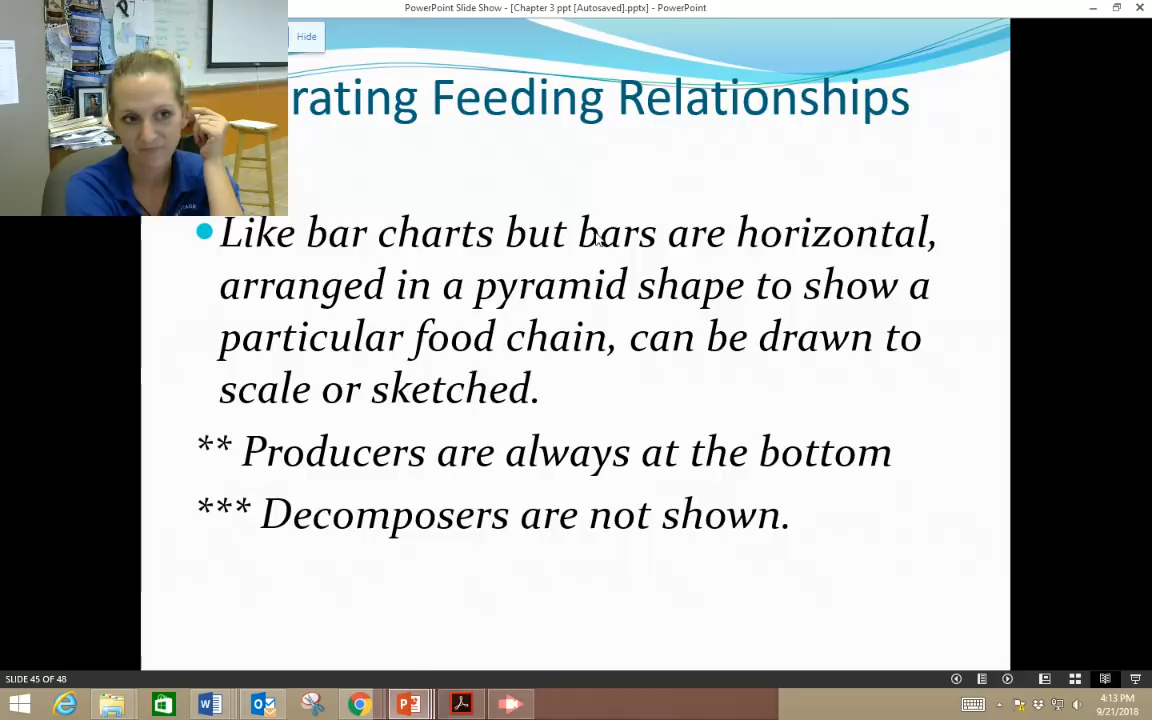 PowerPoint Slide Show - [Chapter 3 ppt [Autosaved].pptx] - PowerPoint
Hide
rating Feeding Relationships
Like bar charts but bars are horizontal,
arranged in a pyramid shape to show a
particular food chain, can be drawn to
scale or sketched.
** Producers are always at the bottom
*** Decomposers are not shown.
SLIDE 45 OF 48
4:13 PM
9/21/2018